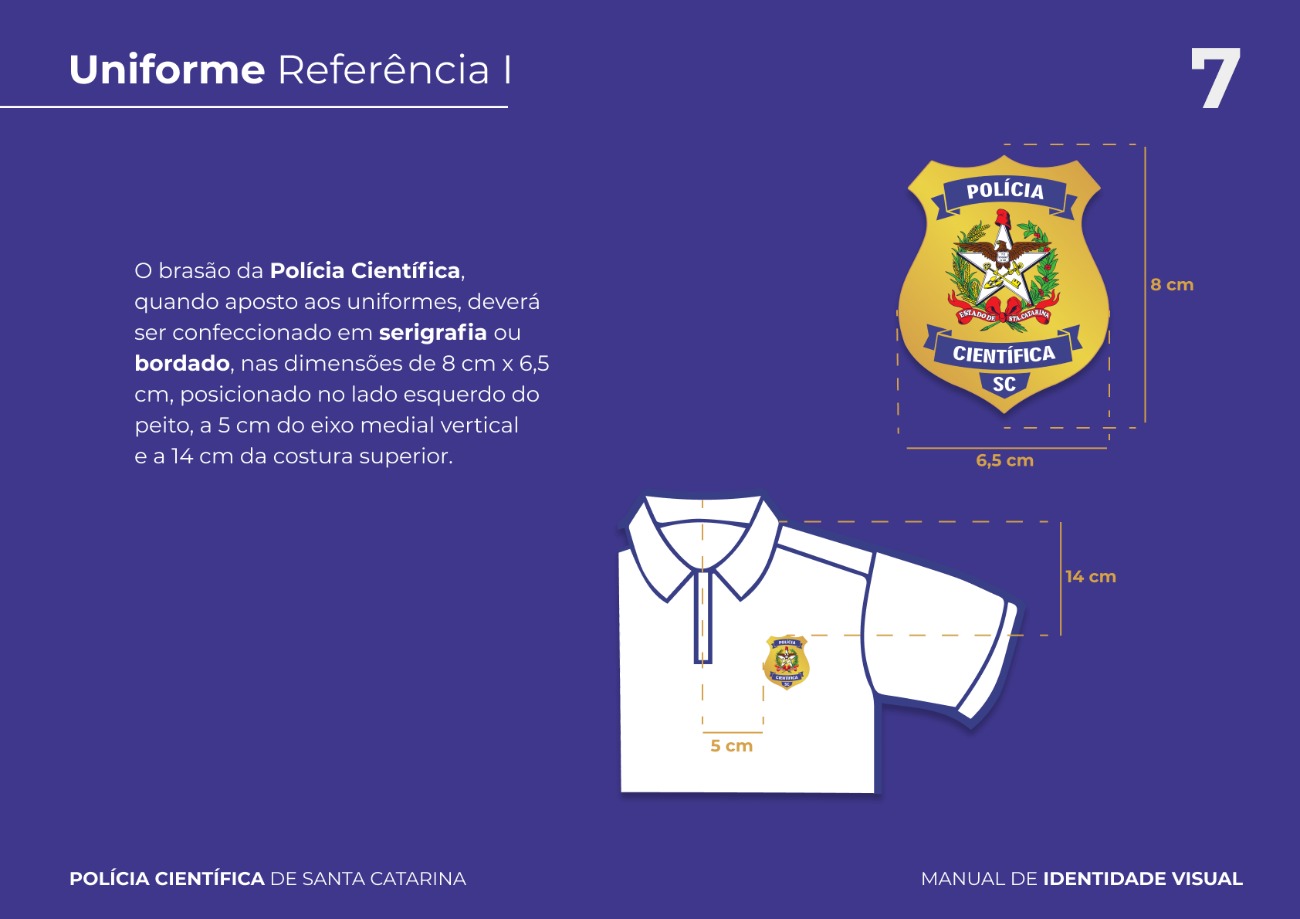 Uniforme Referência I
7
POLÍCIA
ESTADO DE STA.CATARINA
CIENTÍFICA
SC
8 cm
6,5 cm
O brasão da Polícia Científica,
quando aposto aos uniformes, deverá
ser confeccionado em serigrafia ou
bordado, nas dimensões de 8 cm x 6,5
cm, posicionado no lado esquerdo do
peito, a 5 cm do eixo medial vertical
e a 14 cm da costura superior.
14 cm
POLÍCIA
CIENTÍFICA
SC
5 cm
POLÍCIA CIENTÍFICA DE SANTA CATARINA
MANUAL DE IDENTIDADE VISUAL